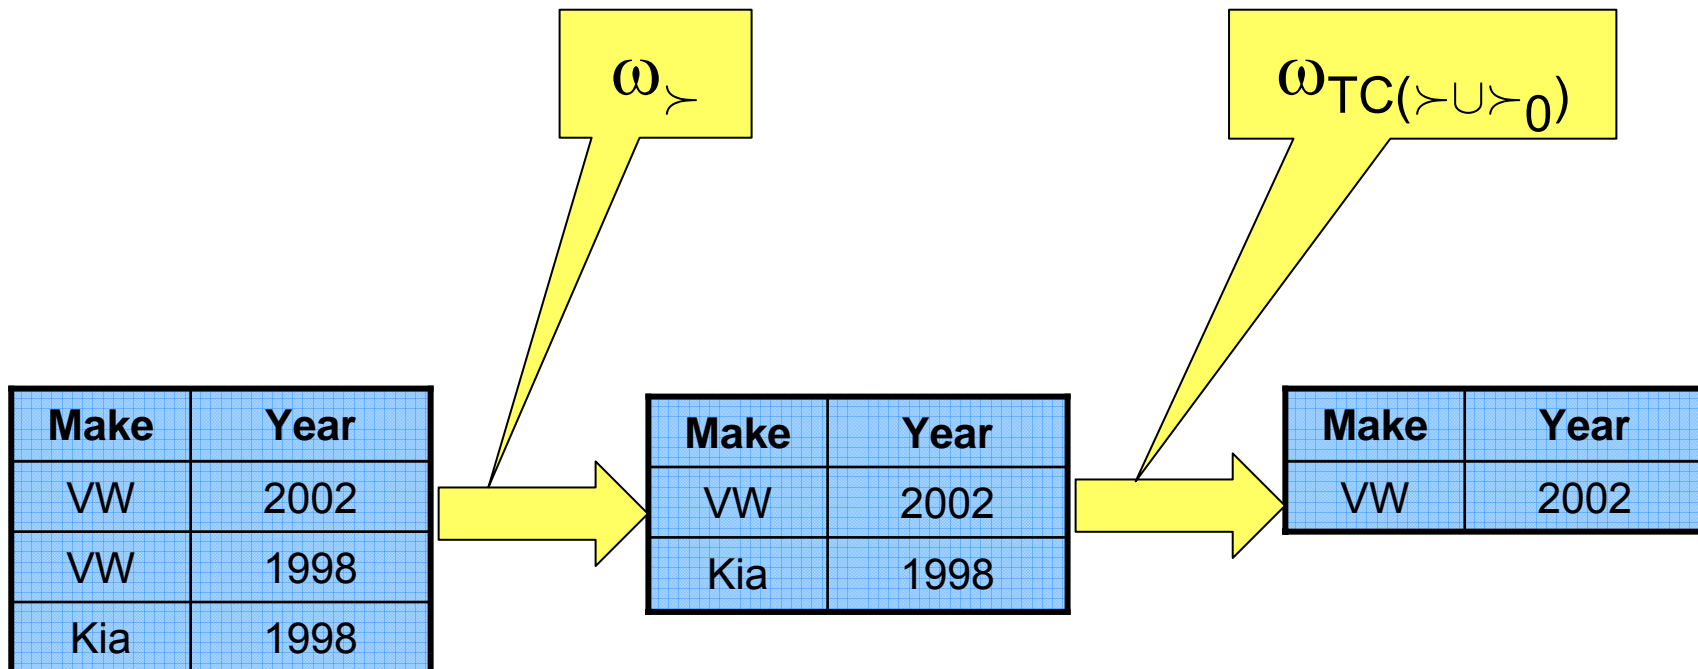 ω≻
ωTC(≻∪≻0)
Make Year
VW 2002
VW 1998
Kia 1998
Make Year
VW 2002
Kia 1998
Make Year
VW 2002